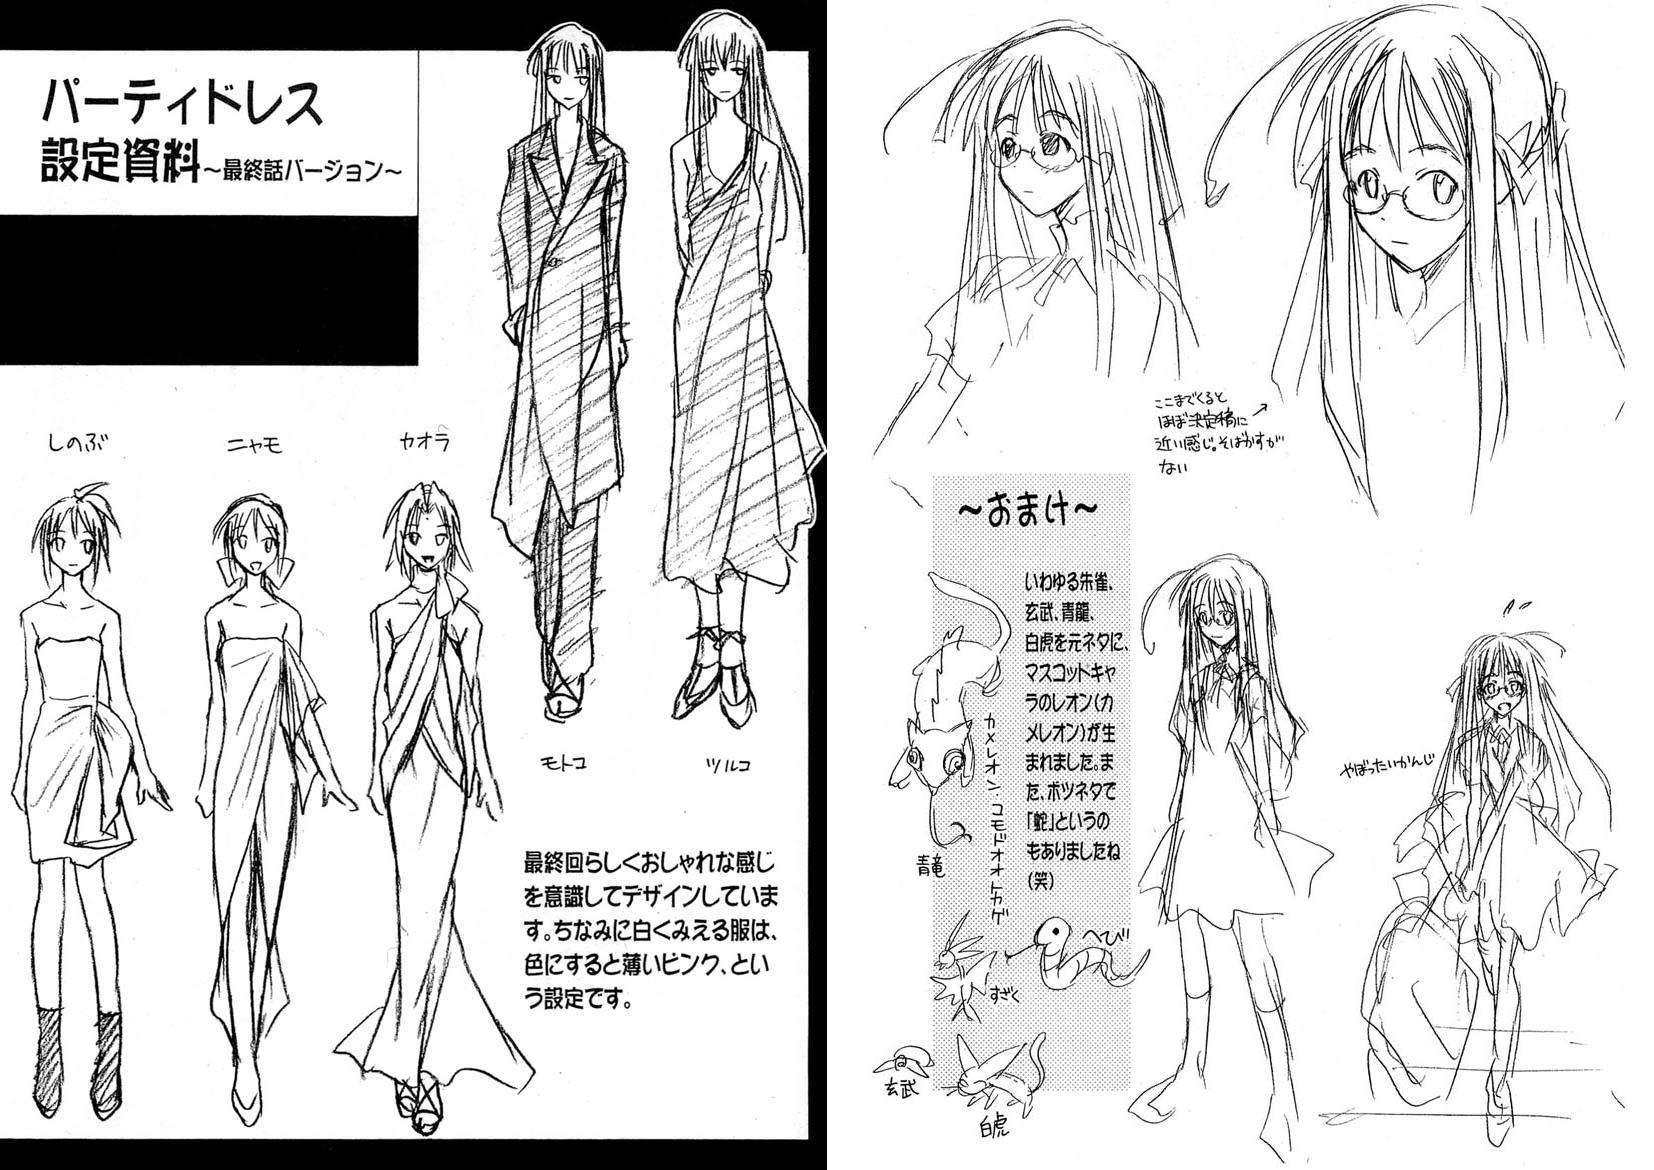 パーティドレス
設定資料～最終話バージョン～
しのぶ
ニャモ
カオラ
モトコ
ツルコ
最終回らしくおしゃれな感じ
を意識してデザインしていま
す。ちなみに白くみえる服は、
色にすると薄いピンク、とい
う設定です。
ここまでくると
ほぼ決定稿に
近い感じ。そばかすが
ない
～おまけ～
いわゆる朱雀、
玄武、青龍、
白虎を元ネタに、
マスコットキャ
ラのレオン(カ
メレオン)が生
まれました。ま
た、ボツネタで
「蛇」というの
もありましたね
(笑)
カメレオン・コモドオオトカゲ
青竜
へび
すざく
玄武
白虎
やぼったいかんじ